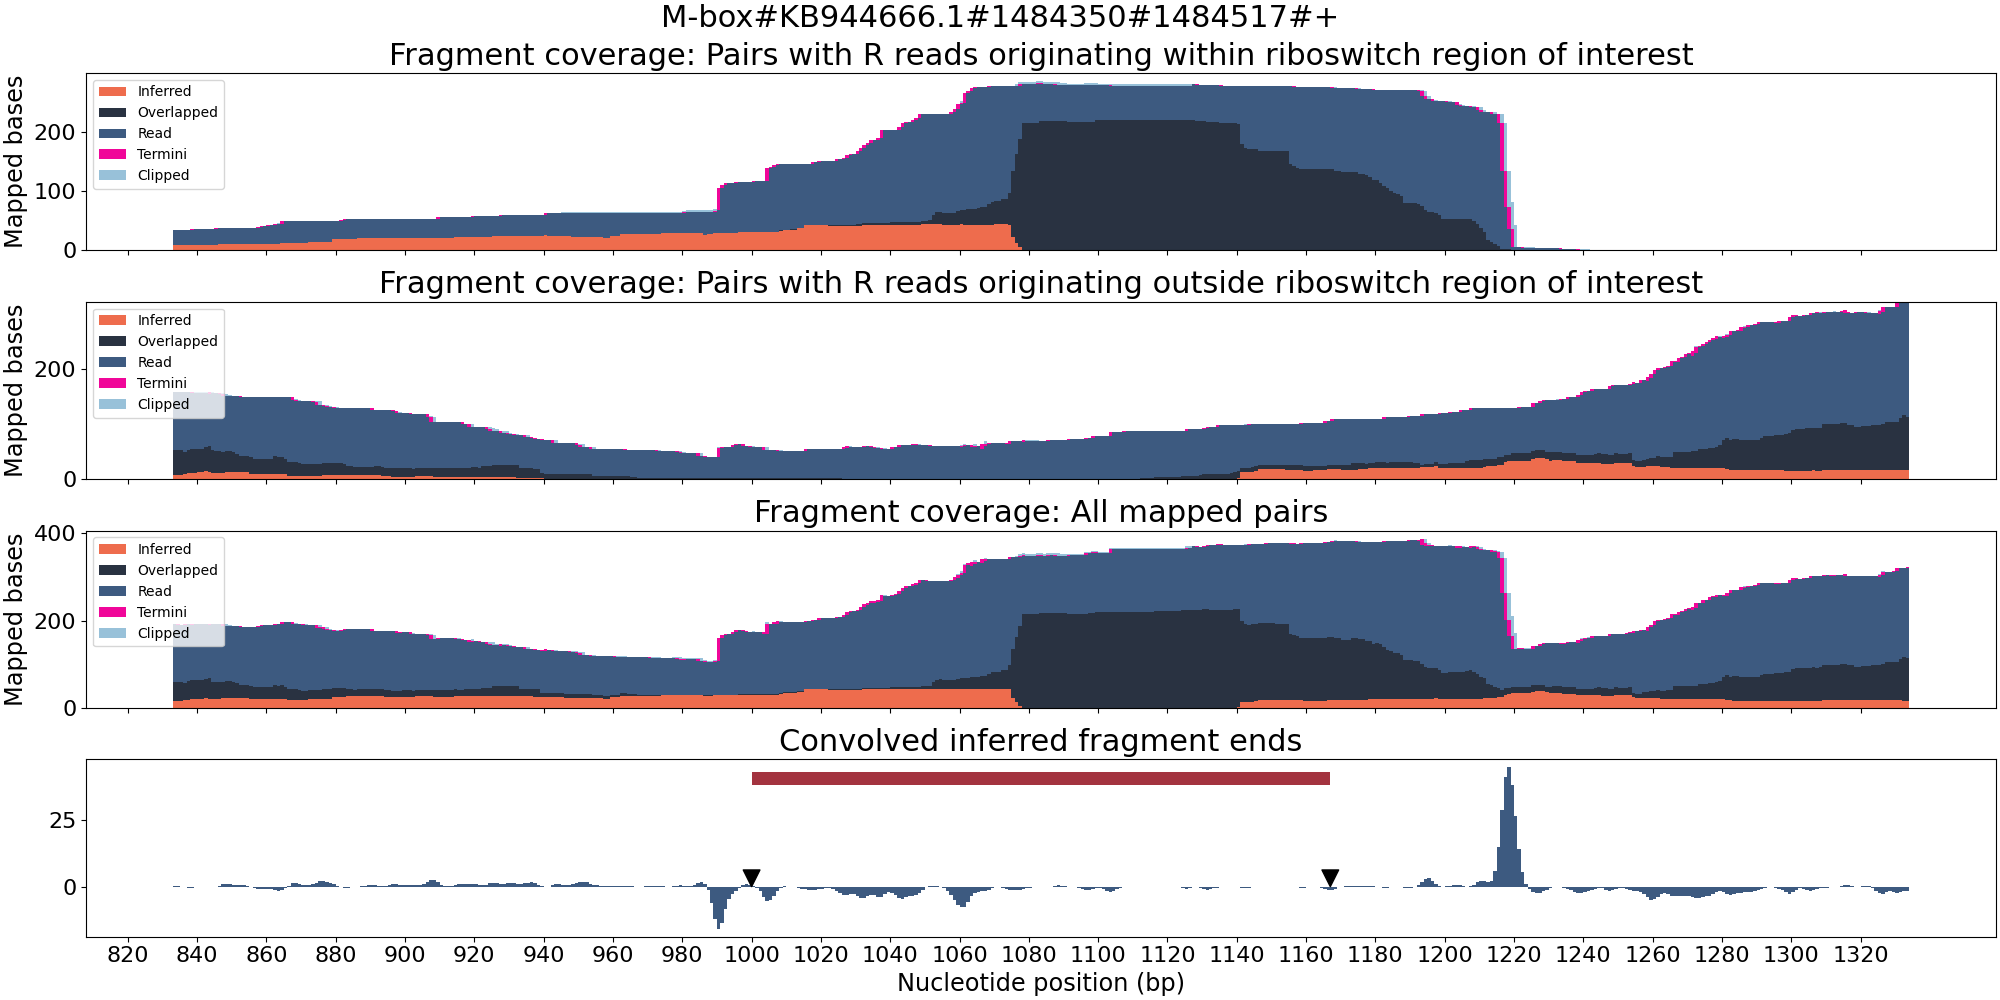 M-box#KB944666.1#1484350#1484517#+
Fragment coverage: Pairs with R reads originating within riboswitch region of interest
Mapped bases
200
100
0
Inferred
Overlapped
Read
Termini
Clipped
Fragment coverage: Pairs with R reads originating outside riboswitch region of interest
Mapped bases
200
0
Inferred
Overlapped
Read
Termini
Clipped
Fragment coverage: All mapped pairs
Mapped bases
400
200
0
Inferred
Overlapped
Read
Termini
Clipped
Convolved inferred fragment ends
25
0
820 840 860 880 900 920 940 960 980 1000 1020 1040 1060 1080 1100 1120 1140 1160 1180 1200 1220 1240 1260 1280 1300 1320
Nucleotide position (bp)